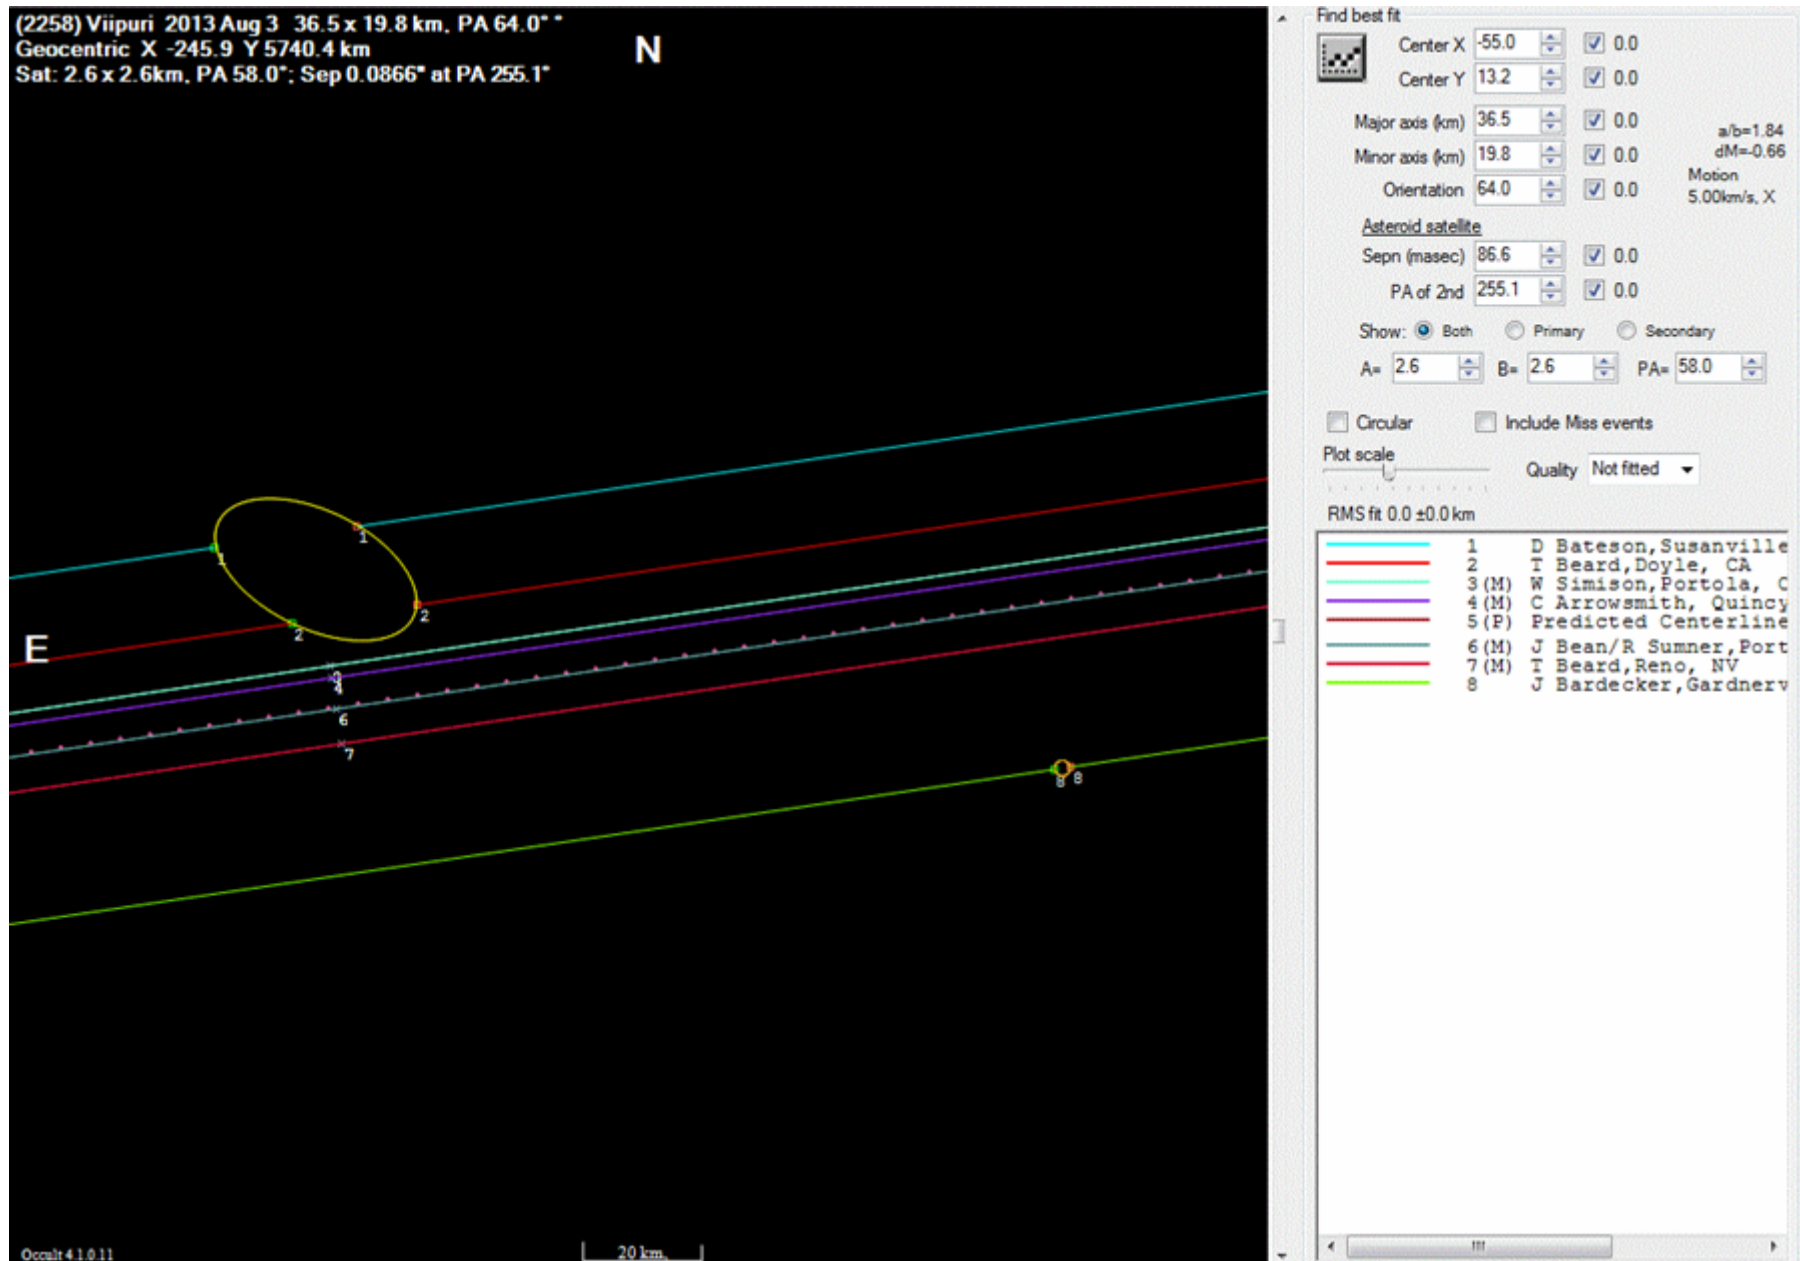 (2258) Viipuri 2013 Aug 3 36.5 x 19.8 km, PA 64.0° °
Geocentric X -245.9 Y 5740.4 km
Sat: 2.6 x 2.6km, PA 58.0°; Sep 0.0866" at PA 255.1°
N
E
1
1
2
2
3
4
6
7
8
8
20 km.
Occult 4.1.0.11
Find best fit
Center X -55.0 0.0
Center Y 13.2 0.0
Major axis (km) 36.5 0.0
a/b=1.84
Minor axis (km) 19.8 0.0
dM=-0.66
Motion
Orientation 64.0 0.0
5.00km/s, X
Asteroid satellite
Sepn (masec) 86.6 0.0
PA of 2nd 255.1 0.0
Show: Both Primary Secondary
A= 2.6 B= 2.6 PA= 58.0
Circular Include Miss events
Plot scale
Quality Not fitted
RMS fit 0.0 ±0.0 km
1 D Bateson,Susanville
2 T Beard,Doyle, CA
3(M) W Simison,Portola, C
4(M) C Arrowsmith, Quincy
5(P) Predicted Centerline
6(M) J Bean/R Sumner,Port
7(M) T Beard,Reno, NV
8 J Bardecker,Gardnerv